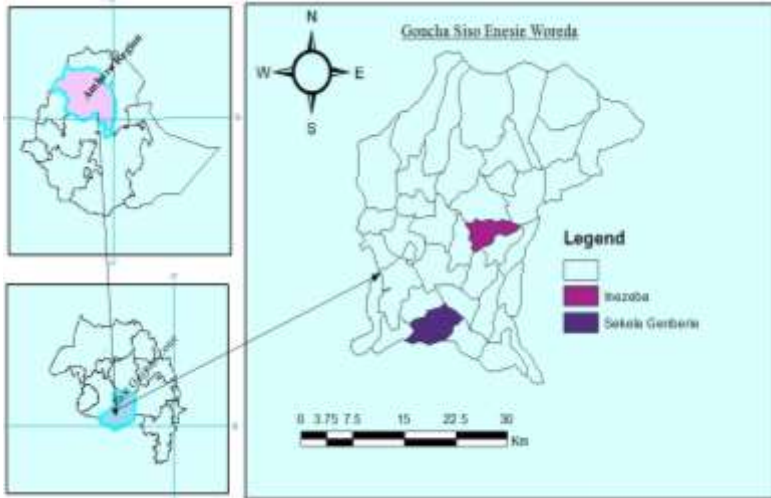 Goncha Siso Enesie Woreda
N
W
E
S
Amhara Region
Legend
Inezeba
Sekela Genberie
0 3.75 7.5 15 22.5 30
Km